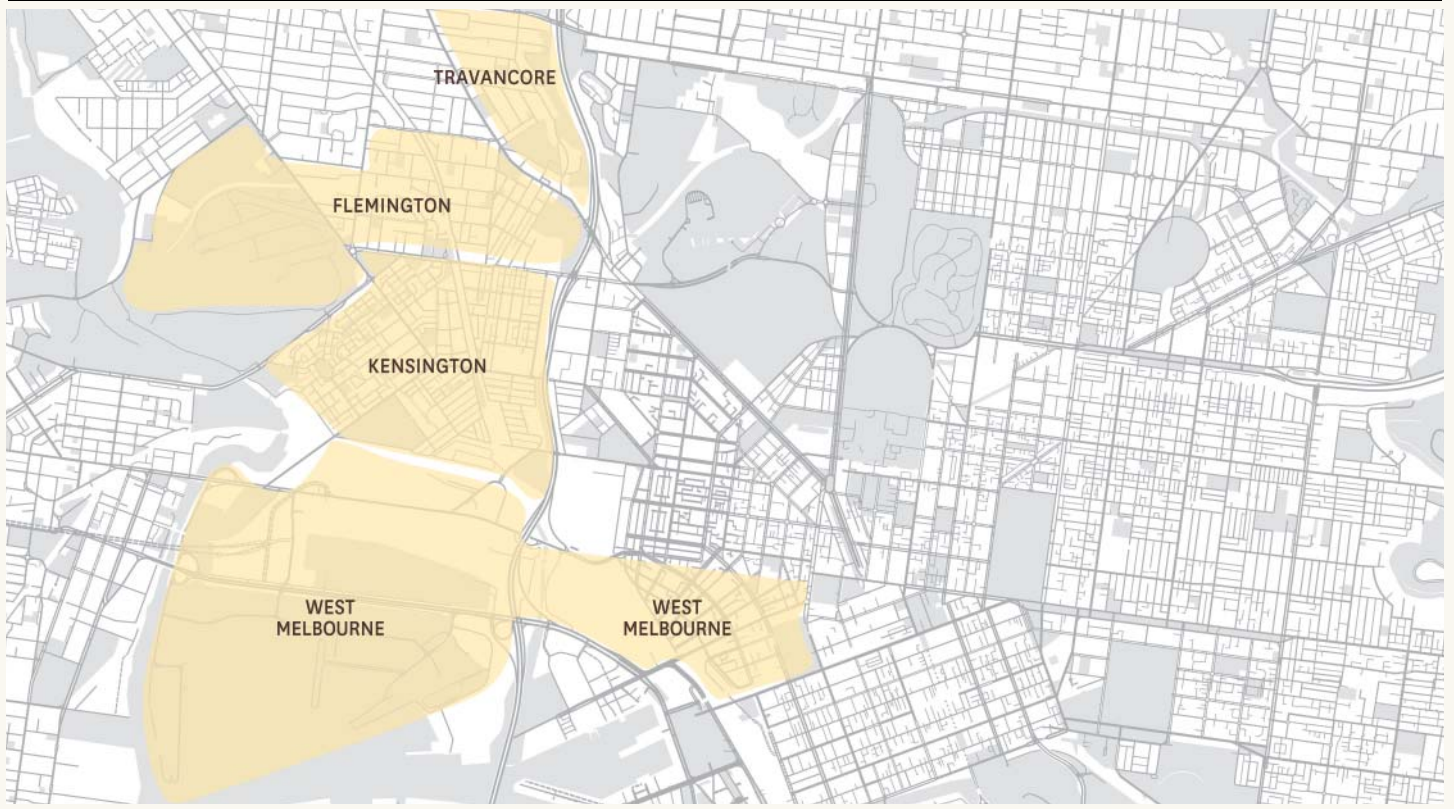 TRAVANCORE
FLEMINGTON
KENSINGTON
WEST
MELBOURNE
WEST
MELBOURNE